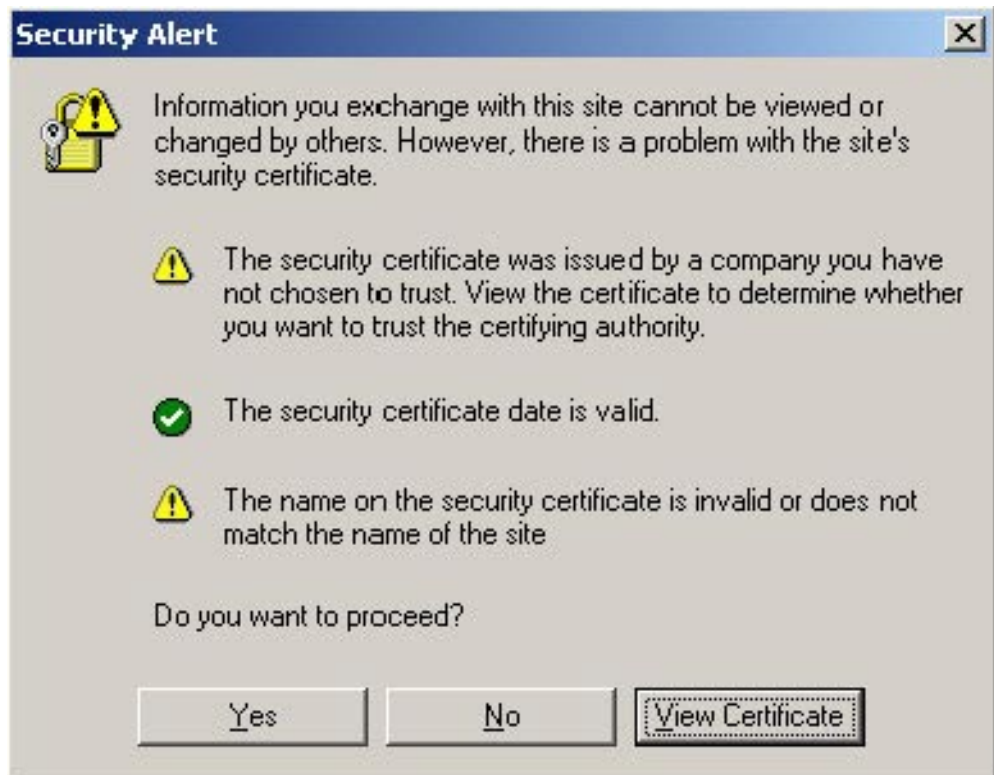 Security Alert
Information you exchange with this site cannot be viewed or
changed by others. However, there is a problem with the site's
security certificate.
The security certificate was issued by a company you have
not chosen to trust. View the certificate to determine whether
you want to trust the certifying authority.
The security certificate date is valid.
The name on the security certificate is invalid or does not
match the name of the site
Do you want to proceed?
Yes No View Certificate